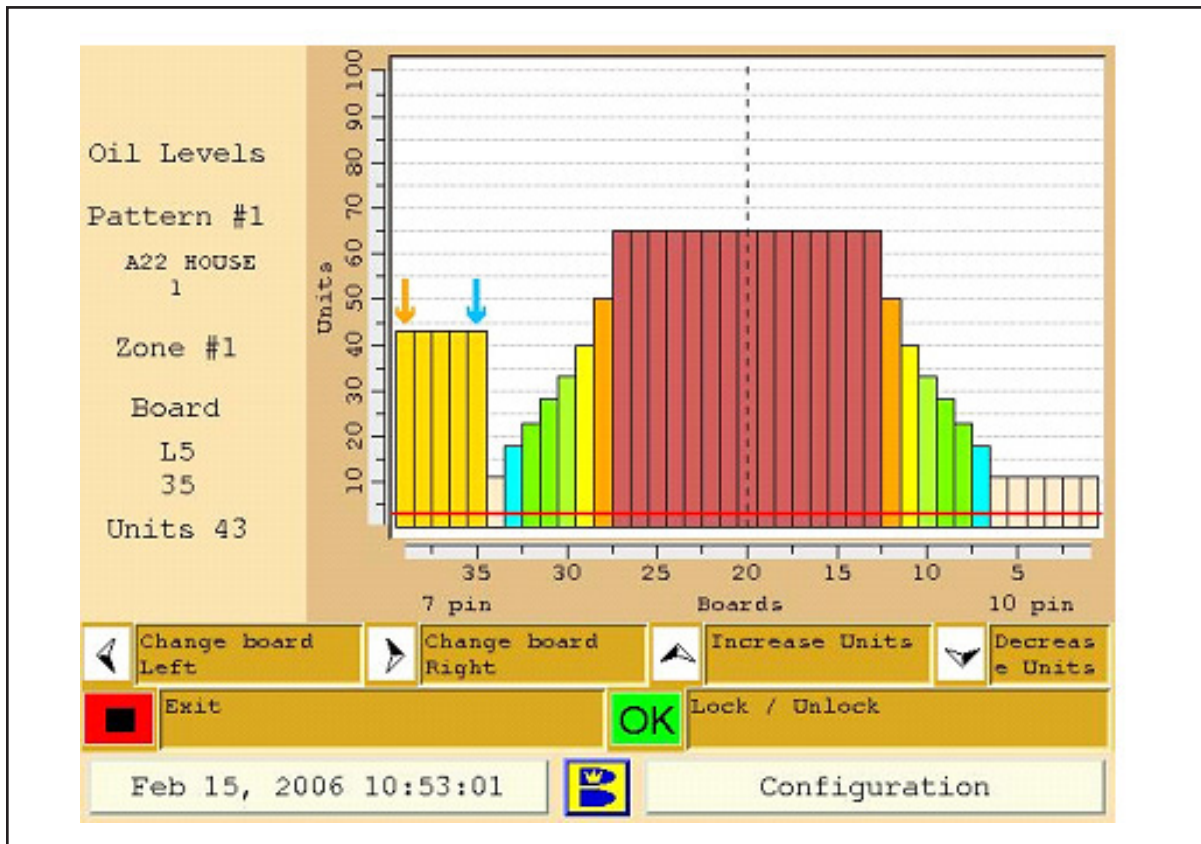 Oil Levels
Pattern #1
A22 HOUSE
1
Zone #1
Board
L5
35
Units 43
Units
100
90
80
70
60
50
40
30
20
10
35 30 25 20 15 10 5
7 pin Boards 10 pin
Change board
Left
Change board
Right
Increase Units
Decreas
e Units
Exit
OK
Lock / Unlock
Feb 15, 2006 10:53:01
Configuration